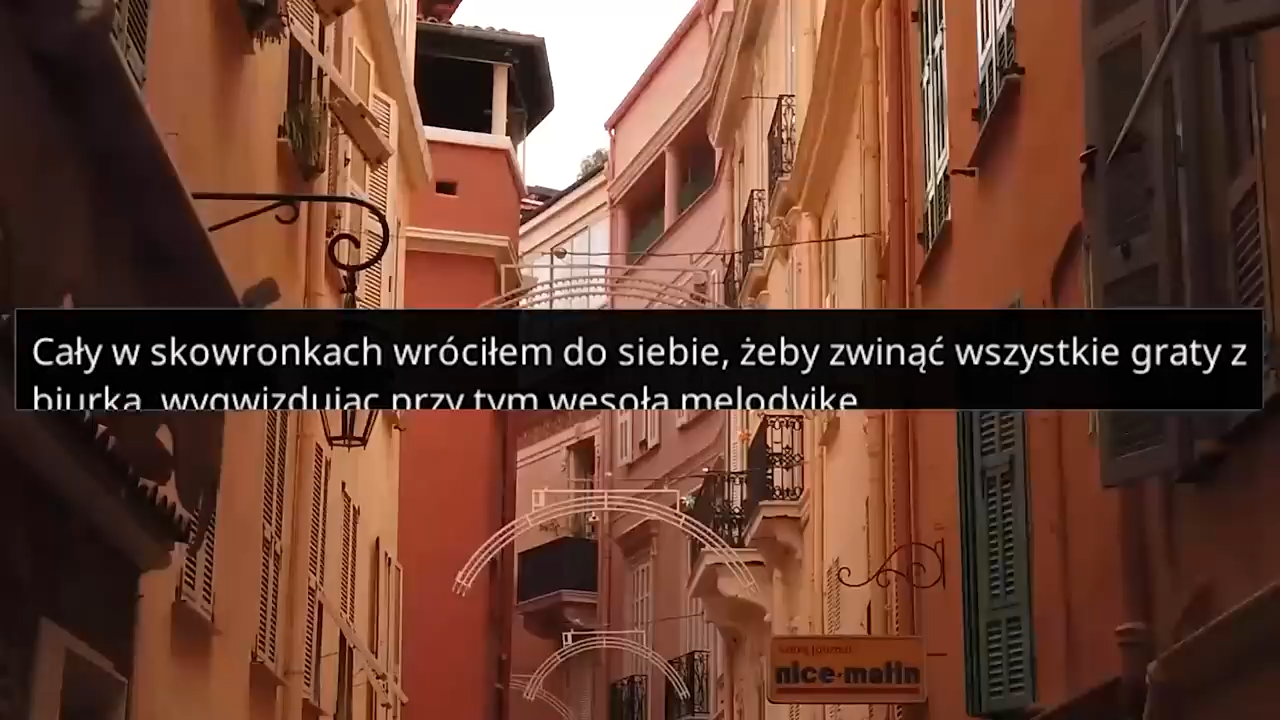 Cały w skowronkach wróciłem do siebie, żeby zwinąć wszystkie graty z
biurka, wygwizdując przy tym wesołą melodyjkę
nice-matin